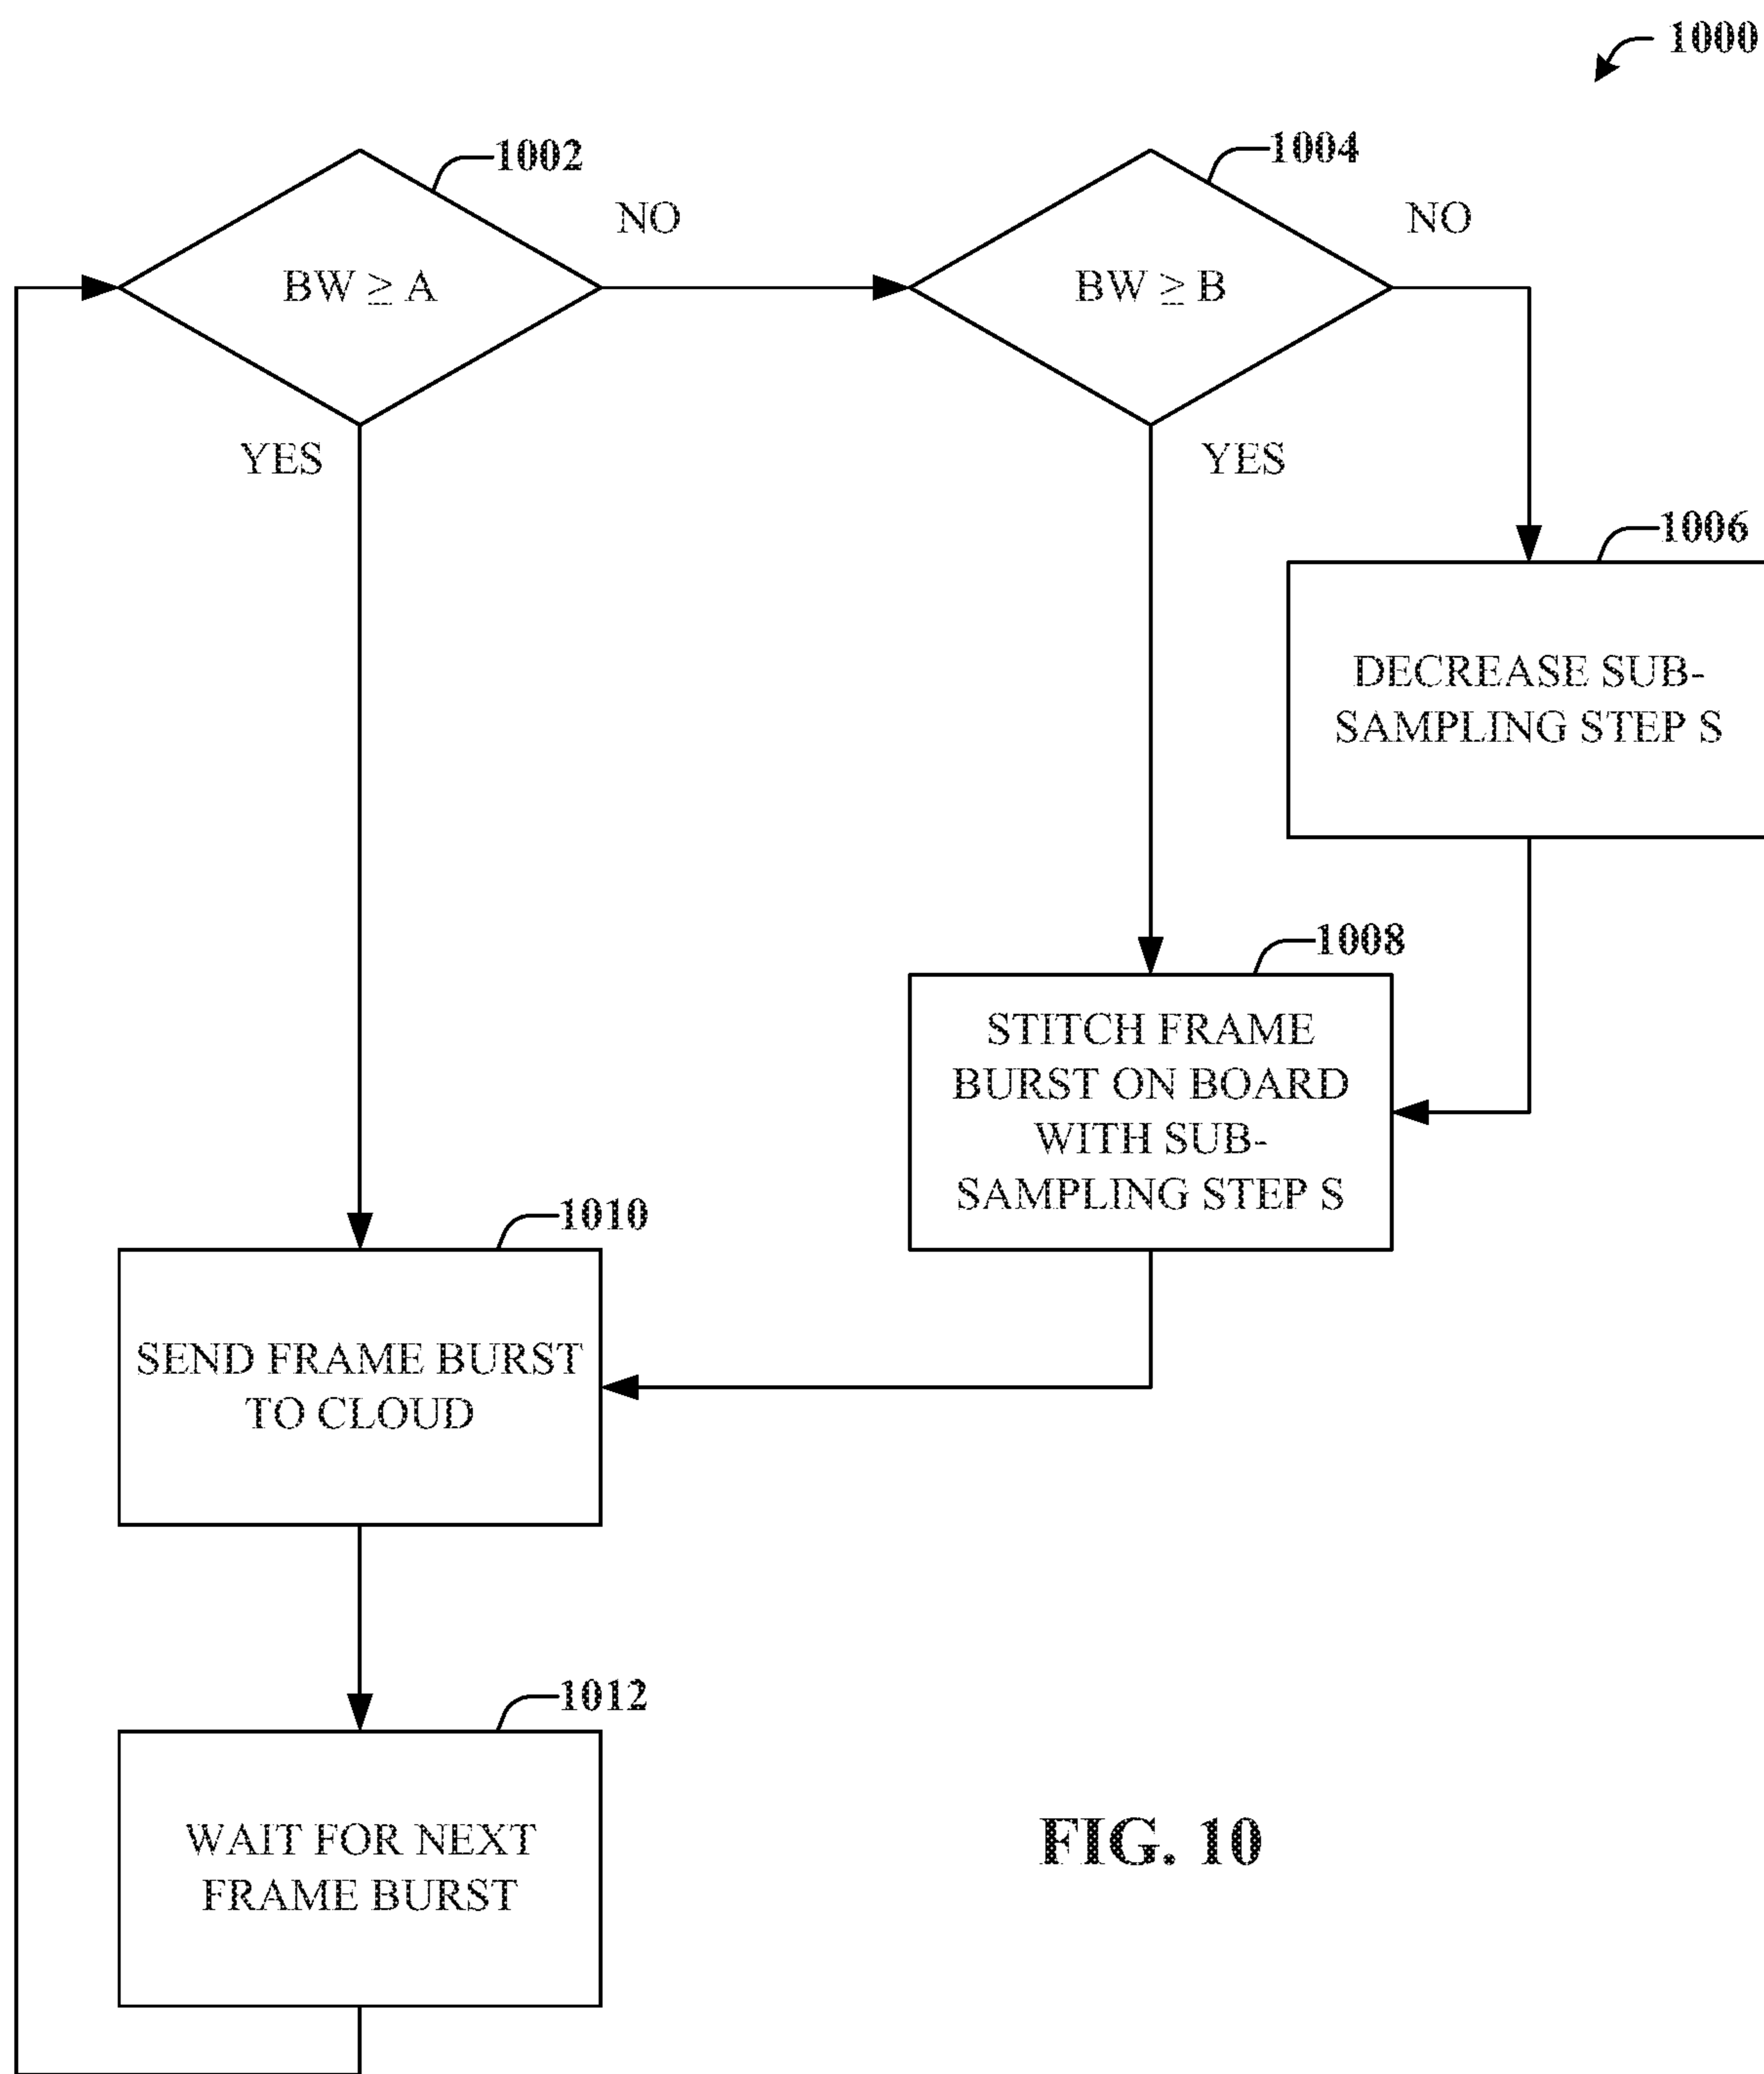 1000
1002
1004
NO
NO
BW ≥ A
BW ≥ B
YES
YES
1006
DECREASE SUB-
SAMPLING STEP S
1008
STITCH FRAME
BURST ON BOARD
WITH SUB-
SAMPLING STEP S
1010
SEND FRAME BURST
TO CLOUD
1012
WAIT FOR NEXT
FRAME BURST
FIG. 10